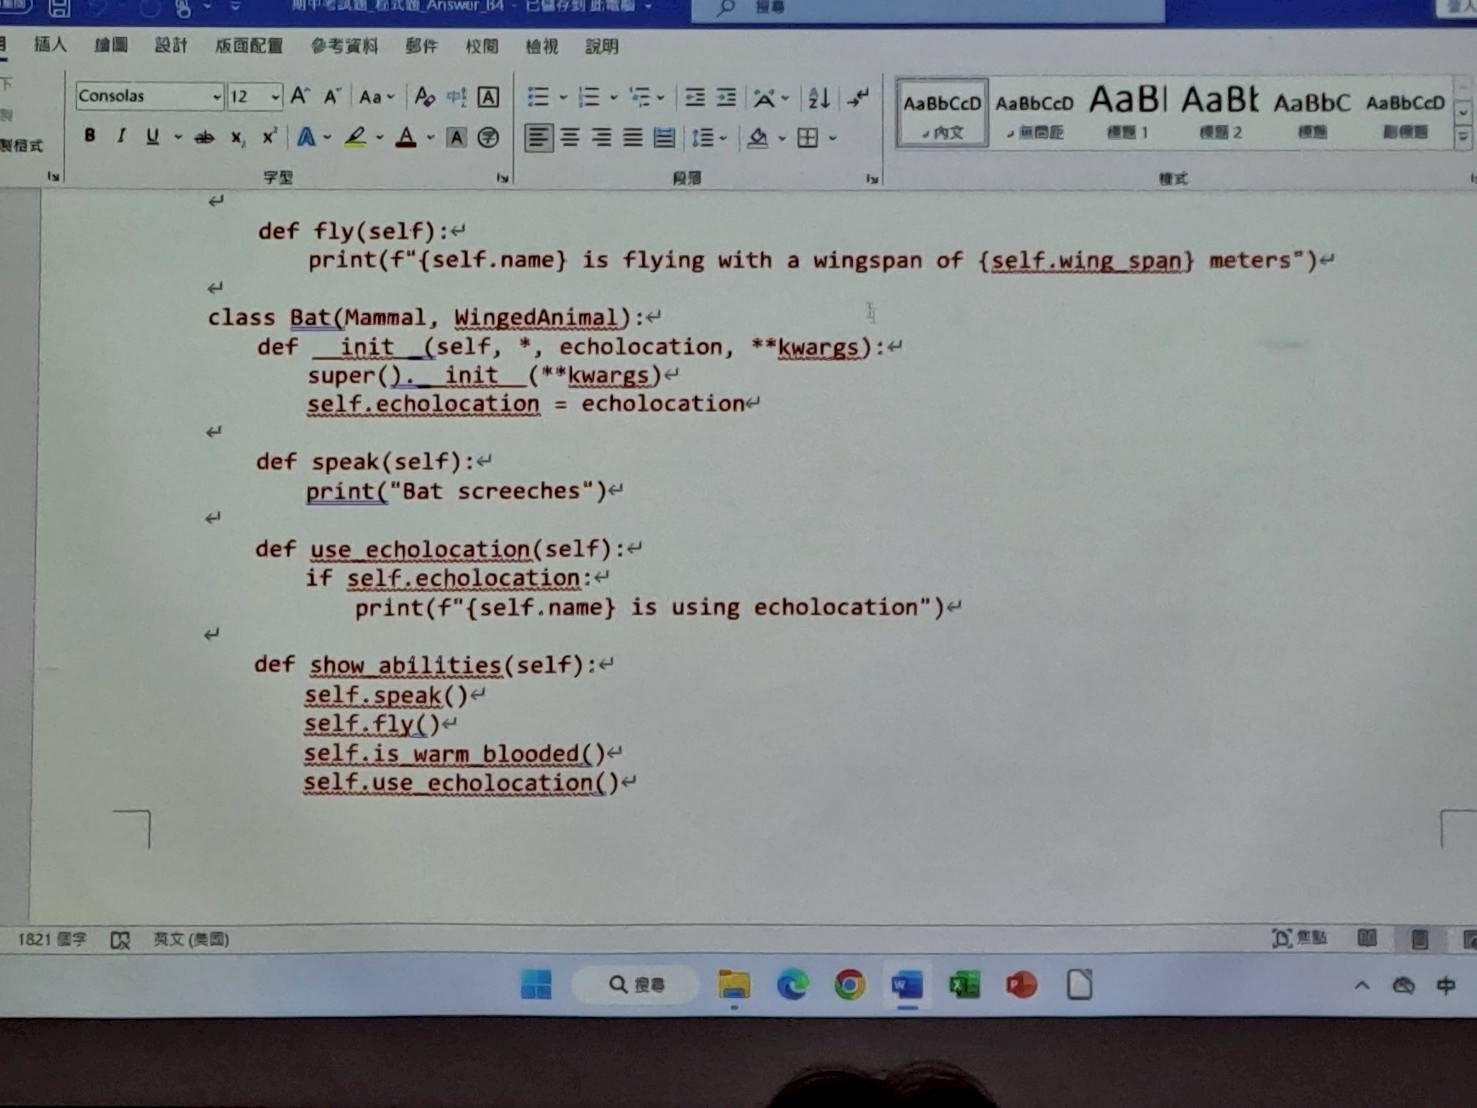 期中考試題_程式題_Answer_B4 - 已儲存到 此電腦
搜尋
插入 繪圖 設計 版面配置 參考資料 郵件 校閱 檢視 說明
Consolas 12 Aa
AaBbCcD AaBbCcD AaBl AaBt AaBbC AaBbCcD
內文 無間距 標題 1 標題 2 標題 副標題
B I U ab
製格式
字型 段落 樣式
def fly(self):
print(f"{self.name} is flying with a wingspan of {self.wing_span} meters")
class Bat(Mammal, WingedAnimal):
def __init__(self, *, echolocation, **kwargs):
super().__init__(**kwargs)
self.echolocation = echolocation
def speak(self):
print("Bat screeches")
def use_echolocation(self):
if self.echolocation:
print(f"{self.name} is using echolocation")
def show_abilities(self):
self.speak()
self.fly()
self.is_warm_blooded()
self.use_echolocation()
1821 個字 英文 (美國) 焦點
搜尋
中